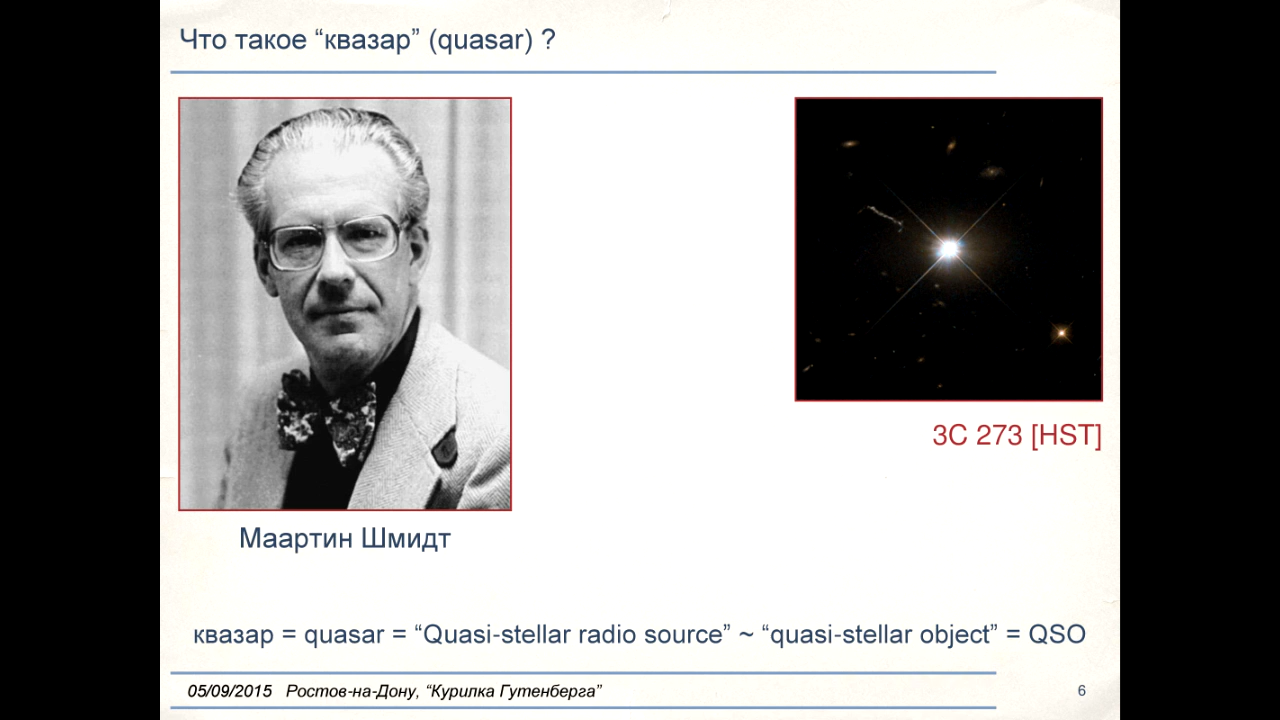 Что такое “квазар” (quasar) ?
3C 273 [HST]
Маартин Шмидт
квазар = quasar = “Quasi-stellar radio source” ~ “quasi-stellar object” = QSO
05/09/2015 Ростов-на-Дону, “Курилка Гутенберга”
6